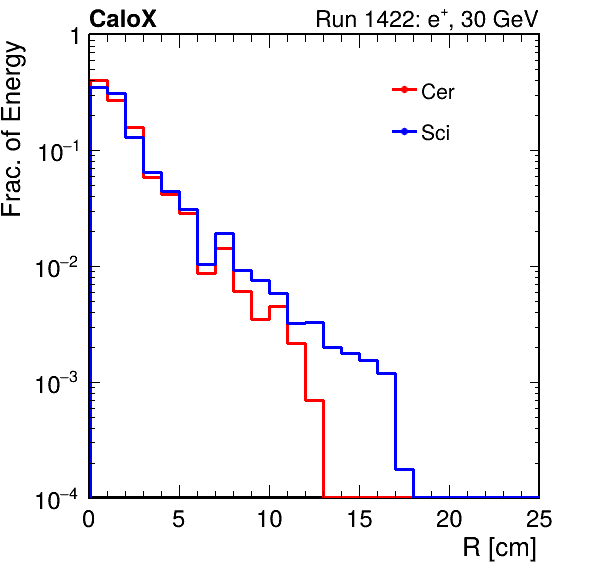 CaloX Run 1422: e⁺, 30 GeV
Frac. of Energy
1
10⁻¹
10⁻²
10⁻³
10⁻⁴
Cer
Sci
0 5 10 15 20 25
R [cm]